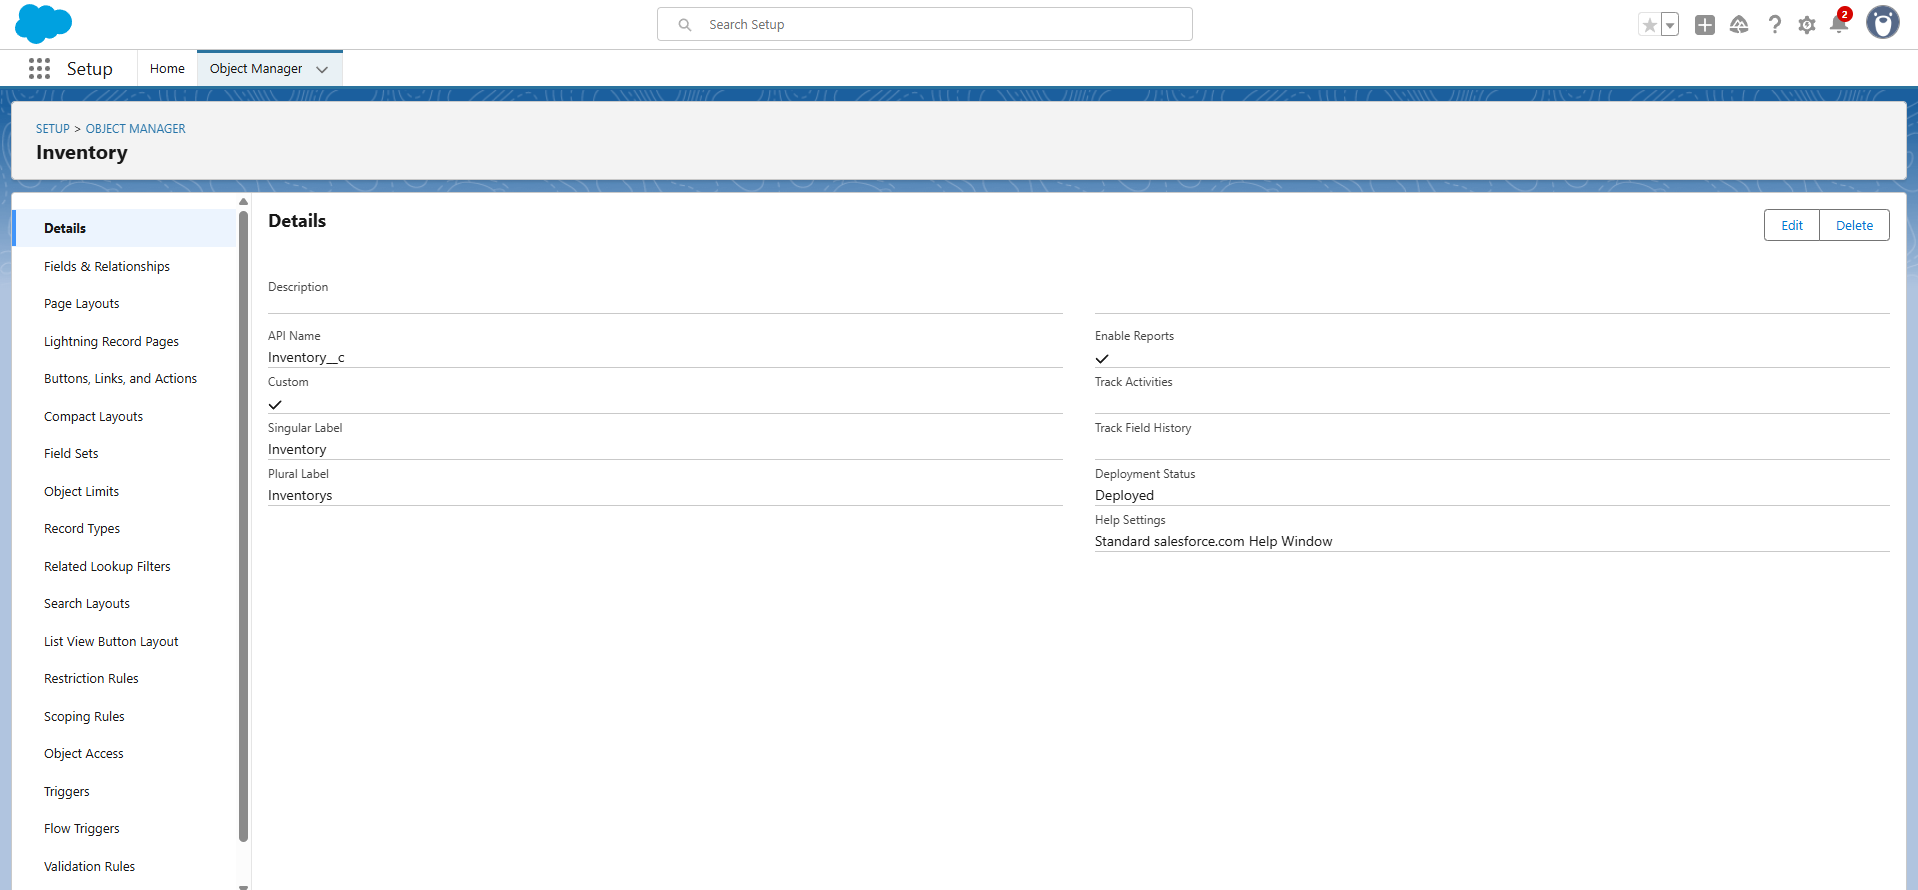 Search Setup
2
Setup
Home
Object Manager
SETUP > OBJECT MANAGER
Inventory
Details
Fields & Relationships
Page Layouts
Lightning Record Pages
Buttons, Links, and Actions
Compact Layouts
Field Sets
Object Limits
Record Types
Related Lookup Filters
Search Layouts
List View Button Layout
Restriction Rules
Scoping Rules
Object Access
Triggers
Flow Triggers
Validation Rules
Details
Edit
Delete
Description
API Name
Inventory__c
Custom
Singular Label
Inventory
Plural Label
Inventorys
Enable Reports
Track Activities
Track Field History
Deployment Status
Deployed
Help Settings
Standard salesforce.com Help Window